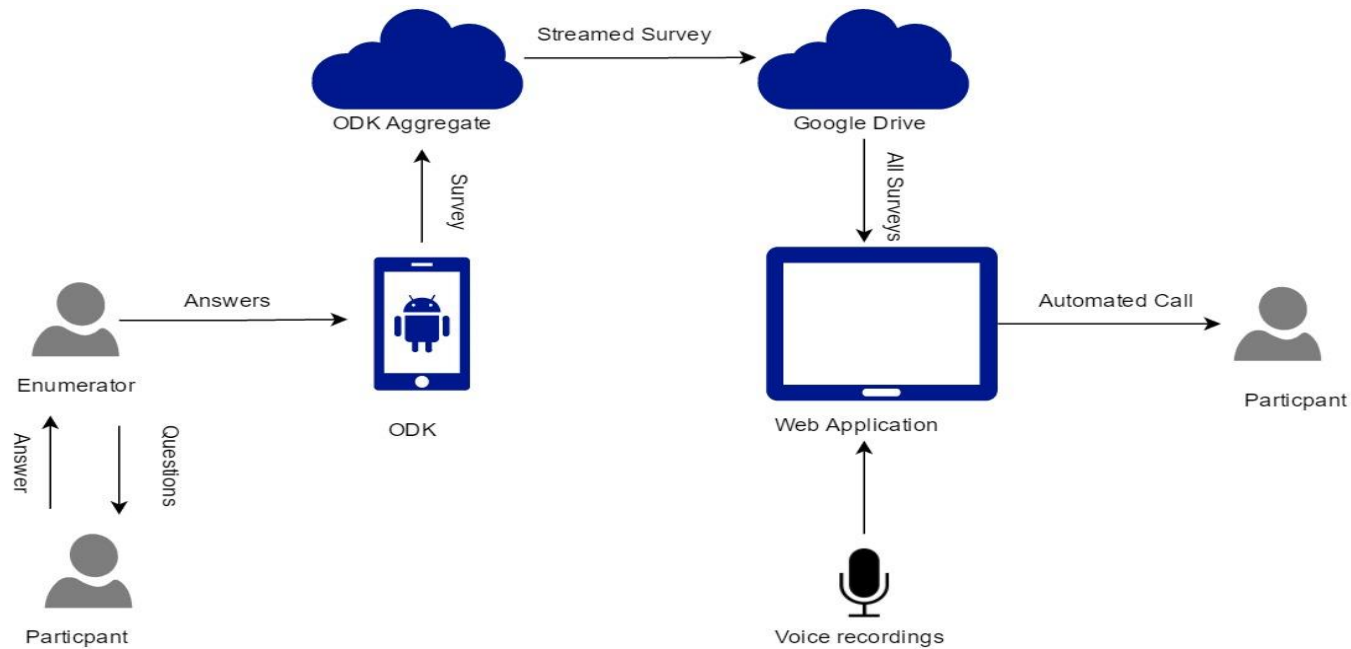 Streamed Survey
ODK Aggregate
Google Drive
Survey
All Surveys
Answers
Automated Call
Enumerator
ODK
Web Application
Particpant
Answer
Questions
Particpant
Voice recordings